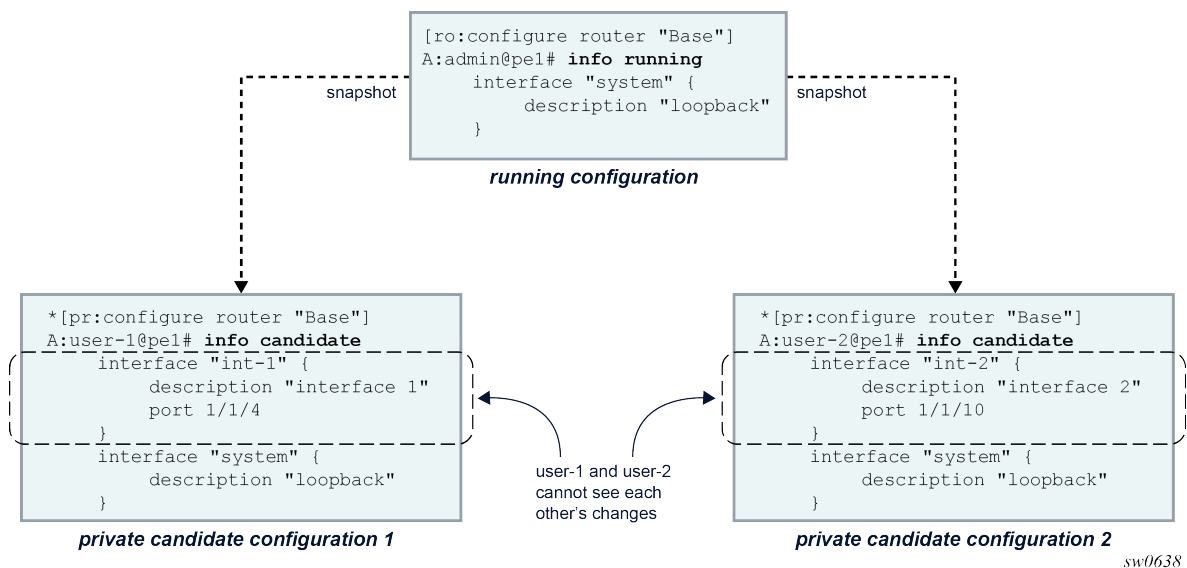 [ro:configure router "Base"]
A:admin@pe1# info running
interface "system" {
description "loopback"
}
snapshot
snapshot
running configuration
*[pr:configure router "Base"]
A:user-1@pe1# info candidate
interface "int-1" {
description "interface 1"
port 1/1/4
}
interface "system" {
description "loopback"
}
private candidate configuration 1
user-1 and user-2
cannot see each
other's changes
*[pr:configure router "Base"]
A:user-2@pe1# info candidate
interface "int-2" {
description "interface 2"
port 1/1/10
}
interface "system" {
description "loopback"
}
private candidate configuration 2
sw0638